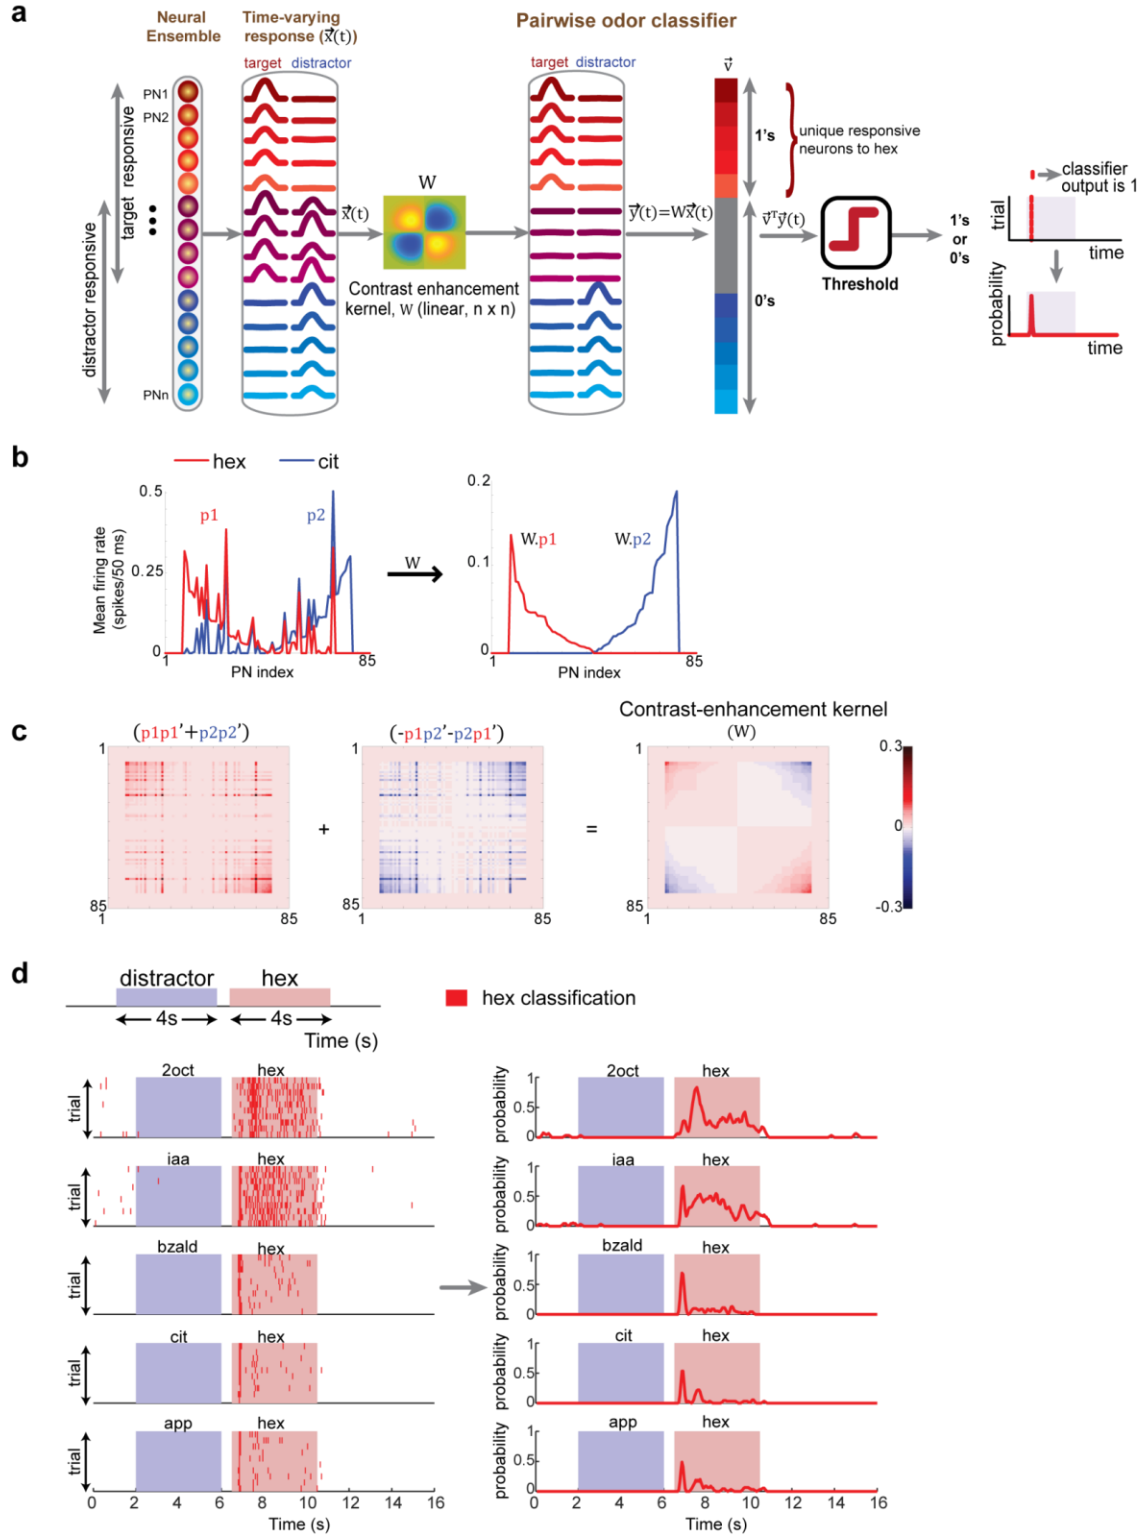 a
Neural
Ensemble
Time-varying
response (x⃗(t))
Pairwise odor classifier
target distractor
target distractor
v⃗
PN1
PN2
PNn
target responsive
distractor responsive
x⃗(t)
W
Contrast enhancement
kernel, W (linear, n x n)
y⃗(t)=Wx⃗(t)
1's
0's
unique responsive
neurons to hex
v⃗ᵀy⃗(t)
Threshold
1's
or
0's
classifier
output is 1
trial
time
probability
time
b
hex cit
Mean firing rate
(spikes/50 ms)
0.5
0.25
0
p1
p2
1 85
PN index
W
0.2
0.1
0
W.p1
W.p2
1 85
PN index
c
(p1p1'+p2p2')
1
85
1 85
+
(-p1p2'-p2p1')
1
85
1 85
=
Contrast-enhancement kernel
(W)
1
85
1 85
0.3
0
-0.3
d
distractor hex
4s 4s
Time (s)
hex classification
trial
2oct hex
probability
1
0.5
0
2oct hex
trial
iaa hex
probability
1
0.5
0
iaa hex
trial
bzald hex
probability
1
0.5
0
bzald hex
trial
cit hex
probability
1
0.5
0
cit hex
trial
app hex
probability
1
0.5
0
app hex
0 2 4 6 8 10 12 14 16
Time (s)
0 2 4 6 8 10 12 14 16
Time (s)